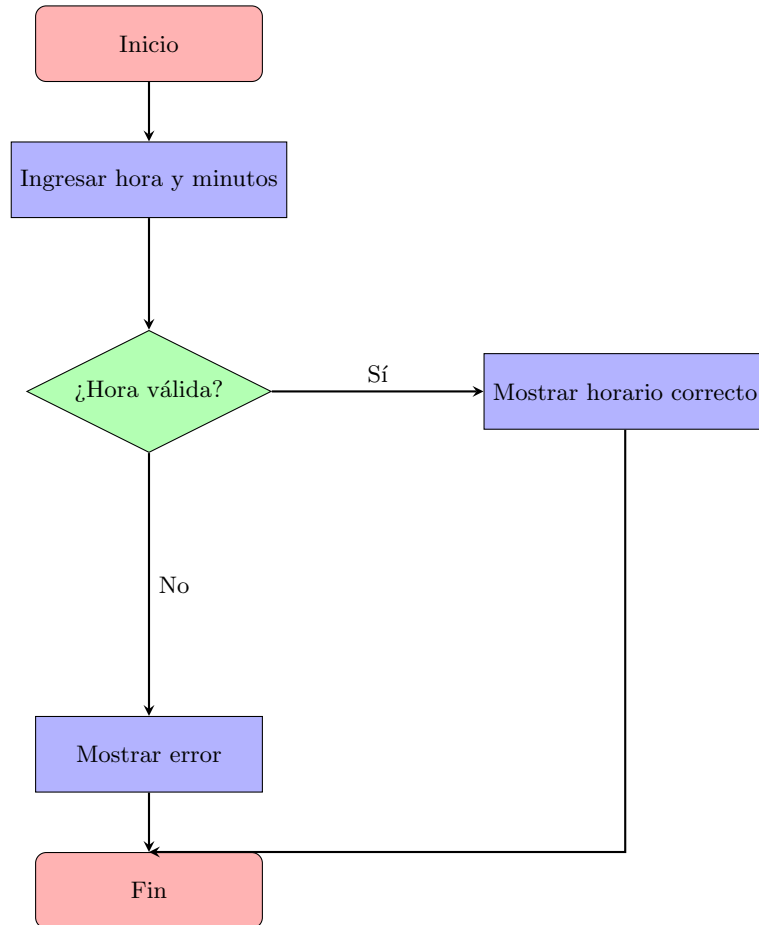 Inicio
Ingresar hora y minutos
¿Hora válida?
Sí
Mostrar horario correcto
No
Mostrar error
Fin